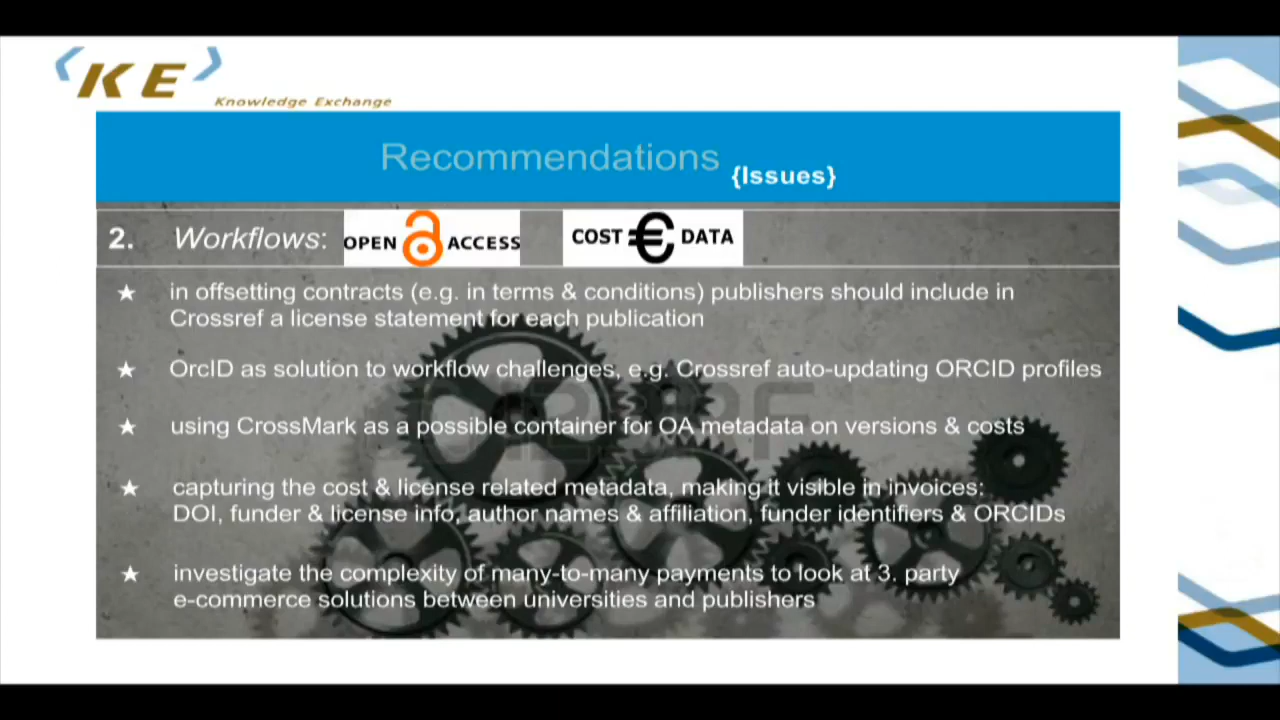 KE
Knowledge Exchange
Recommendations {Issues}
2. Workflows: OPEN ACCESS COST € DATA
★ in offsetting contracts (e.g. in terms & conditions) publishers should include in
Crossref a license statement for each publication
★ OrcID as solution to workflow challenges, e.g. Crossref auto-updating ORCID profiles
★ using CrossMark as a possible container for OA metadata on versions & costs
★ capturing the cost & license related metadata, making it visible in invoices:
DOI, funder & license info, author names & affiliation, funder identifiers & ORCIDs
★ investigate the complexity of many-to-many payments to look at 3. party
e-commerce solutions between universities and publishers